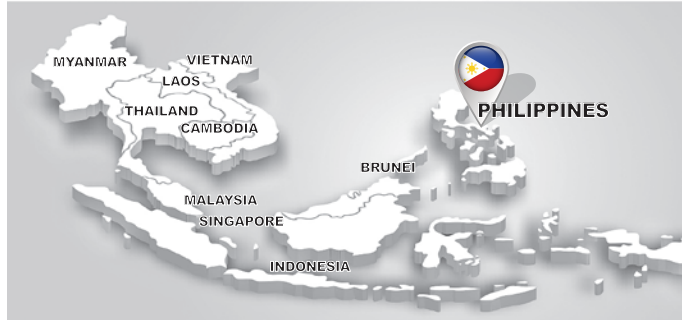 MYANMAR
VIETNAM
LAOS
THAILAND
CAMBODIA
PHILIPPINES
BRUNEI
MALAYSIA
SINGAPORE
INDONESIA